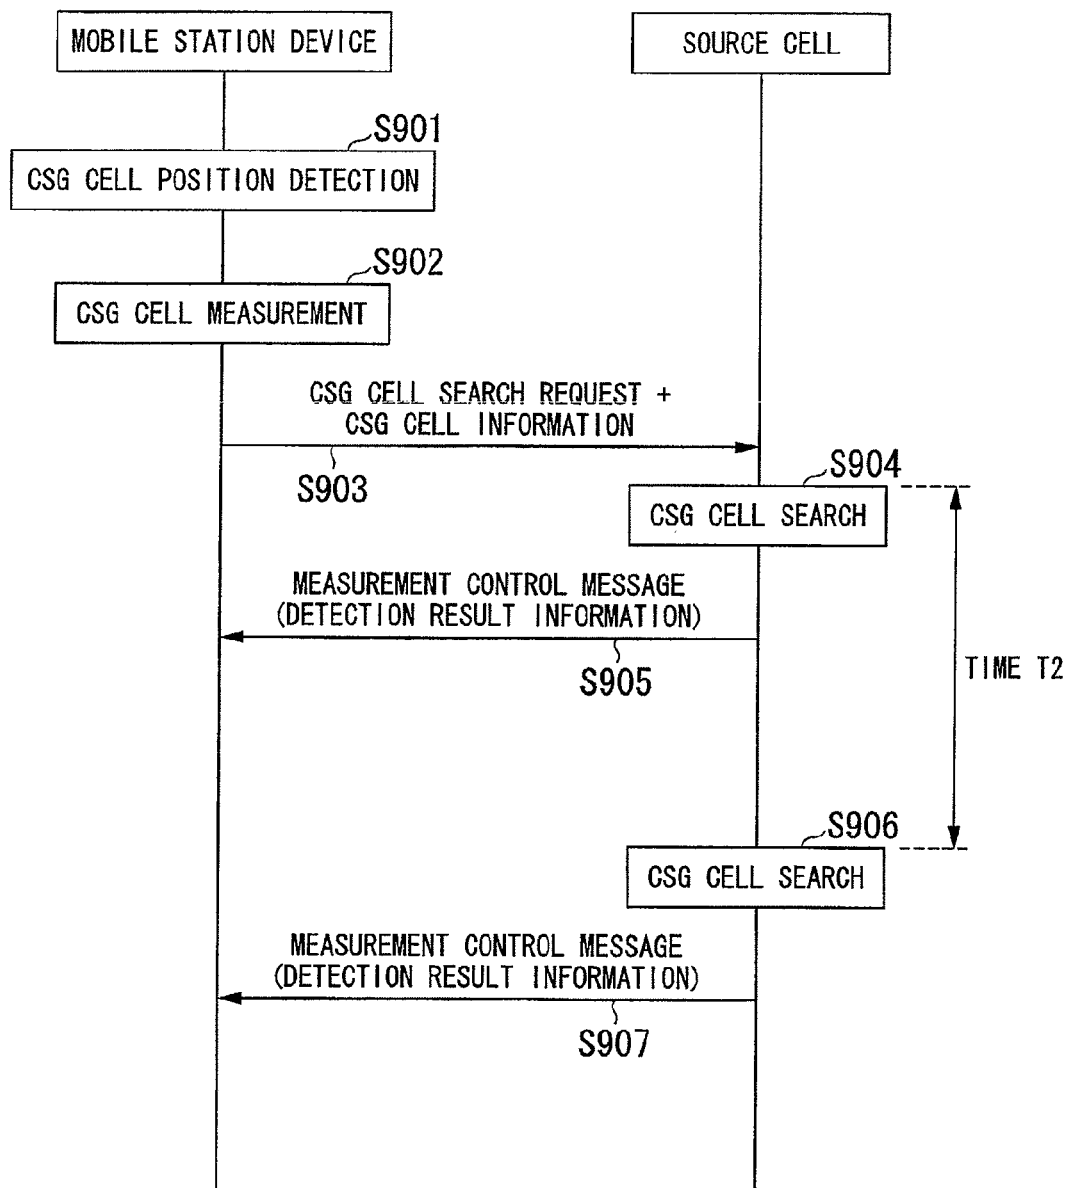 MOBILE STATION DEVICE
SOURCE CELL
S901
CSG CELL POSITION DETECTION
S902
CSG CELL MEASUREMENT
CSG CELL SEARCH REQUEST +
CSG CELL INFORMATION
S903
S904
CSG CELL SEARCH
MEASUREMENT CONTROL MESSAGE
(DETECTION RESULT INFORMATION)
S905
TIME T2
S906
CSG CELL SEARCH
MEASUREMENT CONTROL MESSAGE
(DETECTION RESULT INFORMATION)
S907